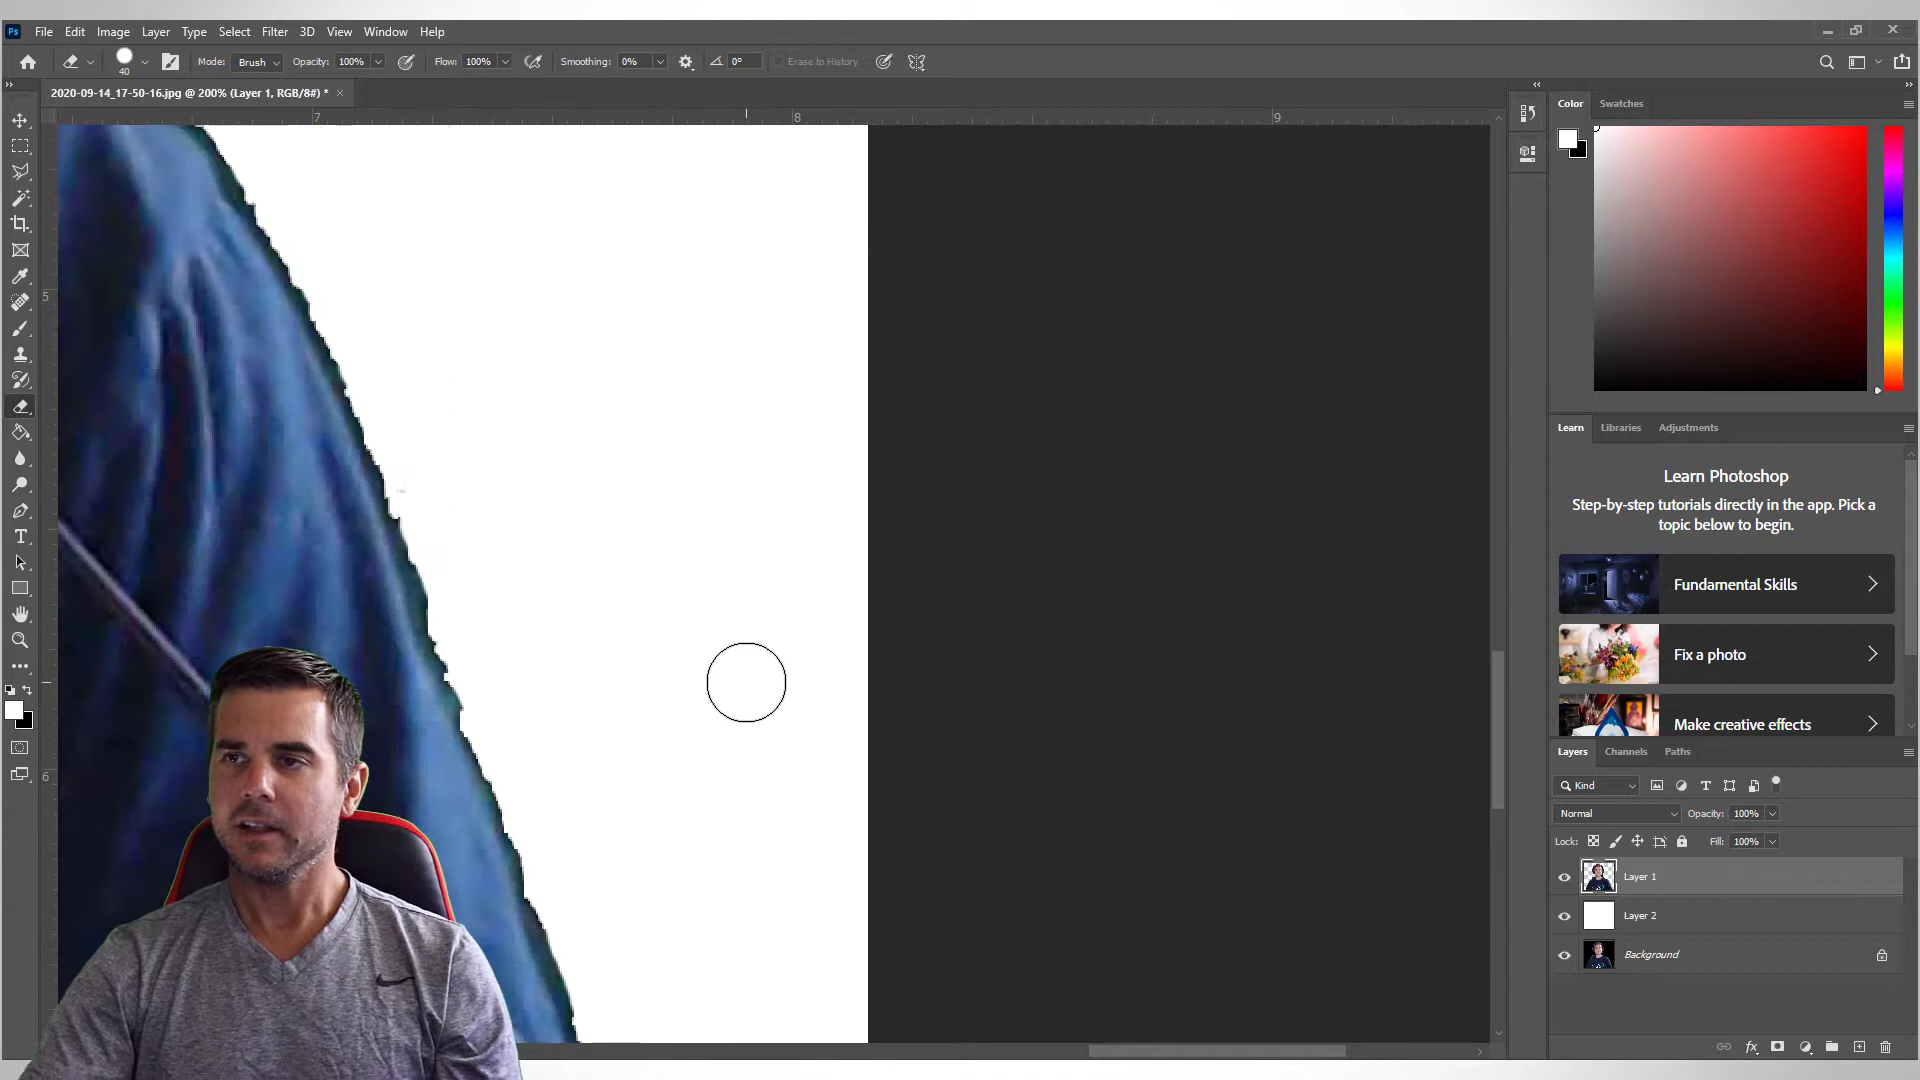 Ps File Edit Image Layer Type Select Filter 3D View Window Help
40 Mode: Brush Opacity: 100% Flow: 100% Smoothing: 0% 0° Erase to History
2020-09-14_17-50-16.jpg @ 200% (Layer 1, RGB/8#) *
7 8 9
5
6
Color Swatches
Learn Libraries Adjustments
Learn Photoshop
Step-by-step tutorials directly in the app. Pick a
topic below to begin.
Fundamental Skills
Fix a photo
Make creative effects
Layers Channels Paths
Kind
Normal Opacity: 100%
Lock: Fill: 100%
Layer 1
Layer 2
Background